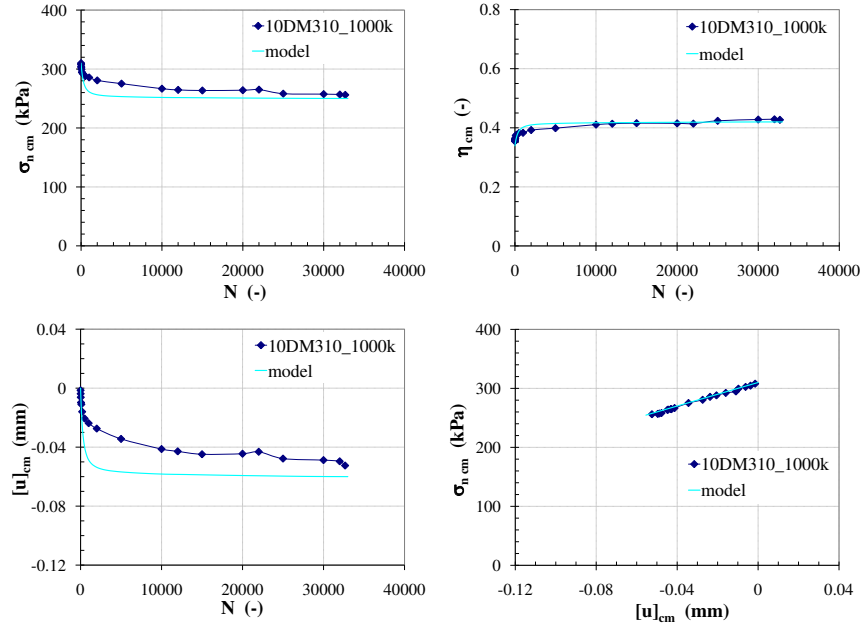 400
300
200
100
0
σn cm (kPa)
10DM310_1000k
model
0 10000 20000 30000 40000
N (-)
0.8
0.6
0.4
0.2
0
ηcm (-)
10DM310_1000k
model
0 10000 20000 30000 40000
N (-)
0.04
0
-0.04
-0.08
-0.12
[u]cm (mm)
10DM310_1000k
model
0 10000 20000 30000 40000
N (-)
400
300
200
100
0
σn cm (kPa)
10DM310_1000k
model
-0.12 -0.08 -0.04 0 0.04
[u]cm (mm)